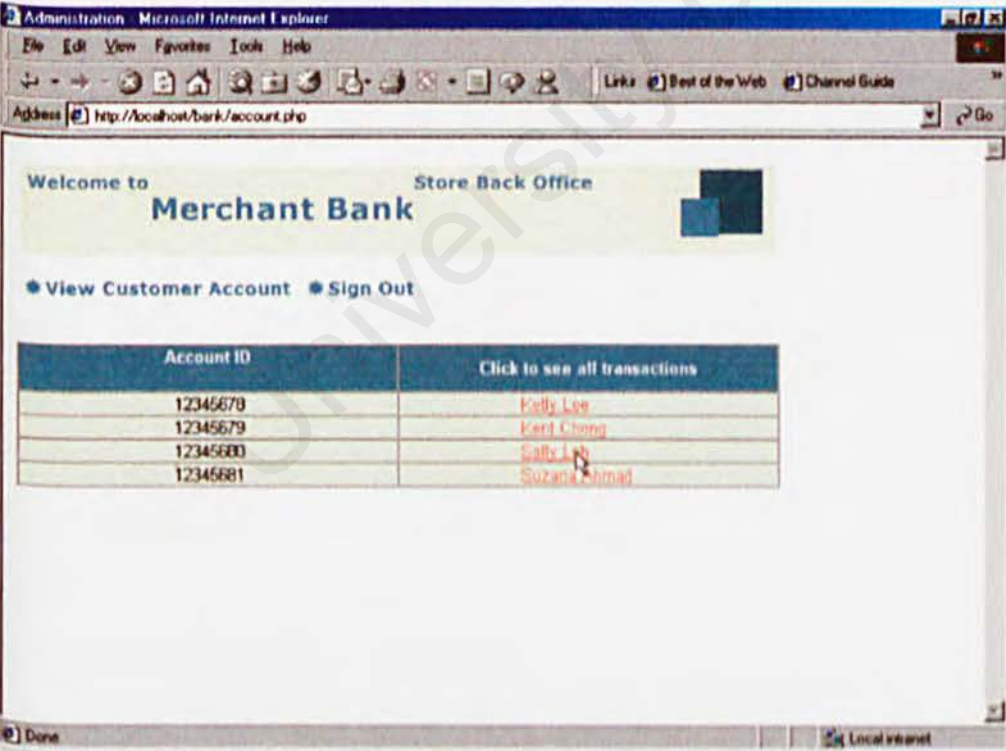 Administration - Microsoft Internet Explorer
File Edit View Favorites Tools Help
Links Best of the Web Channel Guide
Address http://localhost/bank/account.php Go
Welcome to Store Back Office
Merchant Bank
View Customer Account Sign Out
Account ID Click to see all transactions
12345678 Kelly Lee
12345679 Kent Chong
12345680 Sally
12345681 Suzana Ahmad
Done Local intranet
University